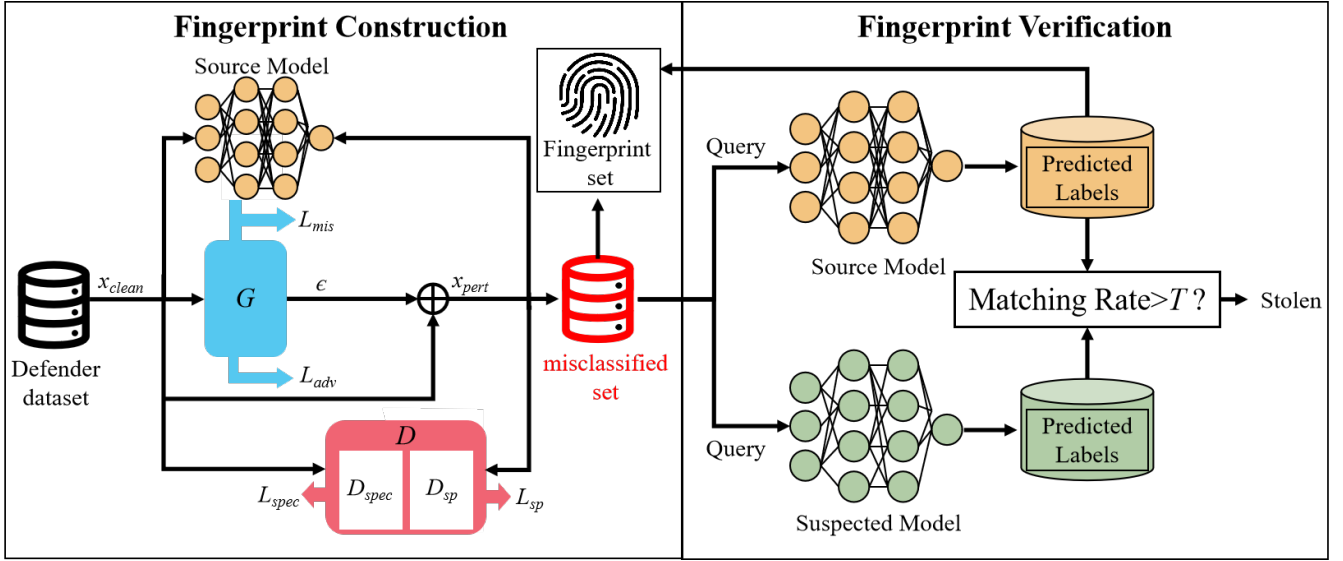 Fingerprint Construction
Source Model
Fingerprint
set
L_mis
x_clean
G
ϵ
x_pert
Defender
dataset
L_adv
misclassified
set
D
L_spec
D_spec
D_sp
L_sp
Fingerprint Verification
Query
Predicted
Labels
Source Model
Matching Rate>T ?
Stolen
Query
Predicted
Labels
Suspected Model